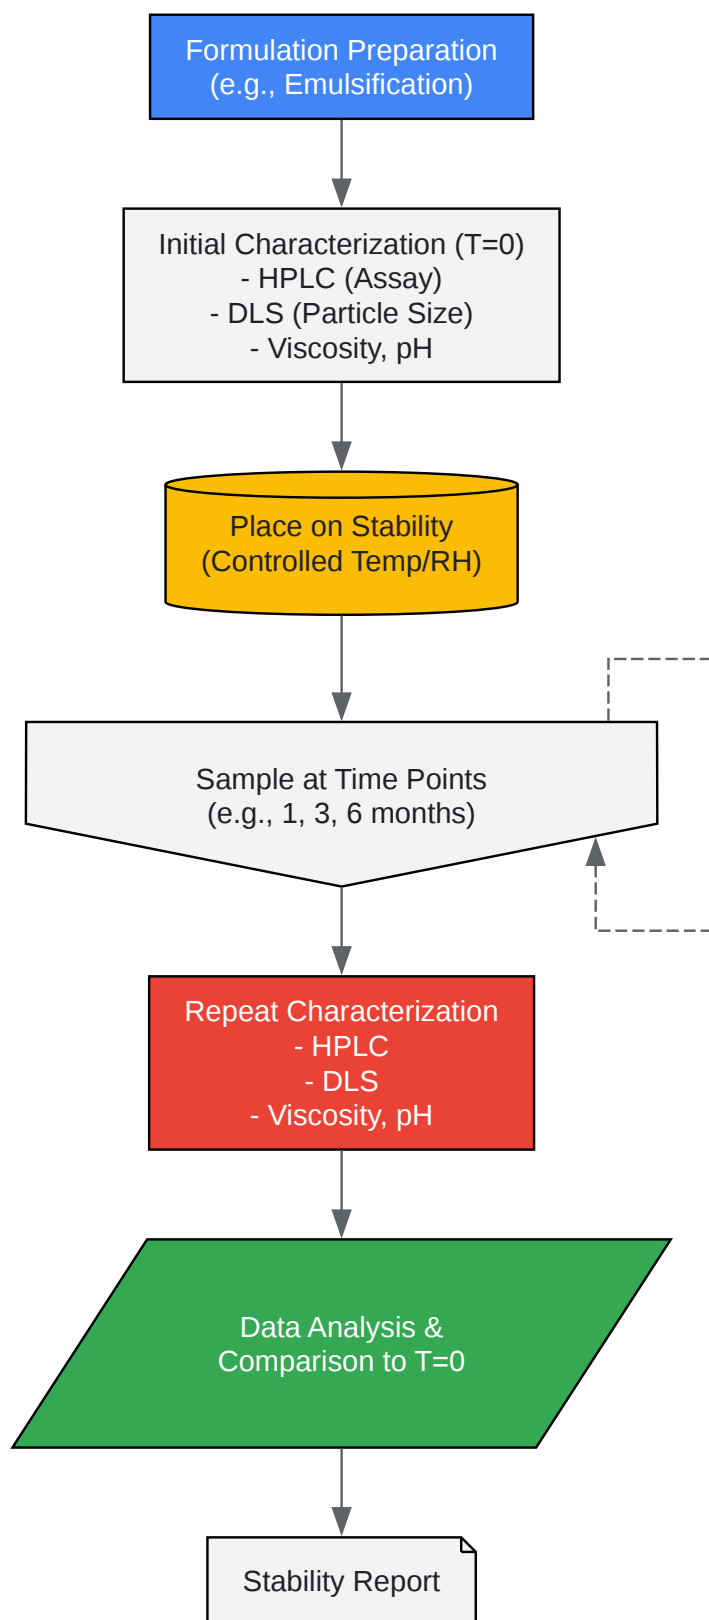 Formulation Preparation
(e.g., Emulsification)
Initial Characterization (T=0)
- HPLC (Assay)
- DLS (Particle Size)
- Viscosity, pH
Place on Stability
(Controlled Temp/RH)
Sample at Time Points
(e.g., 1, 3, 6 months)
Repeat Characterization
- HPLC
- DLS
- Viscosity, pH
Data Analysis &
Comparison to T=0
Stability Report